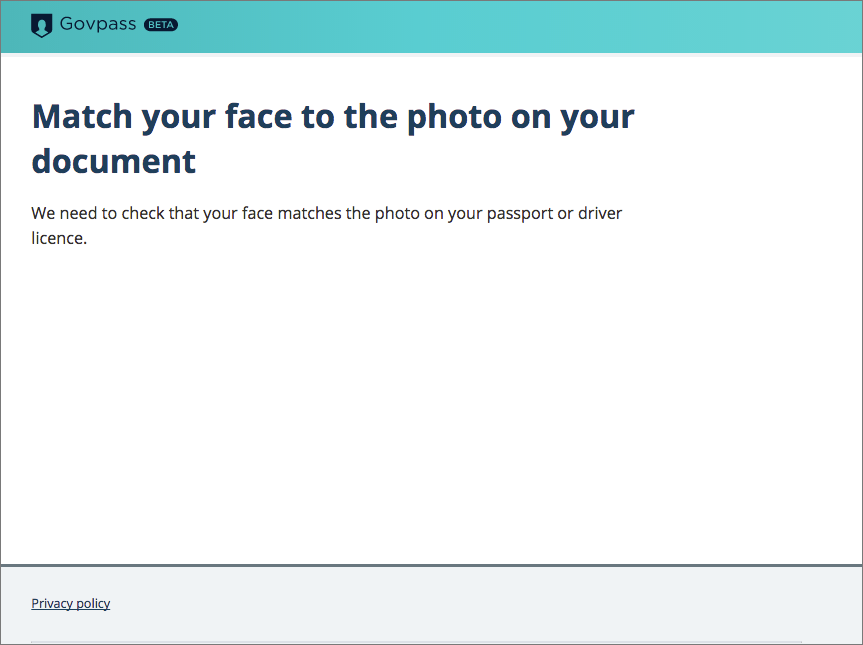 Govpass BETA
Match your face to the photo on your
document
We need to check that your face matches the photo on your passport or driver
licence.
Privacy policy